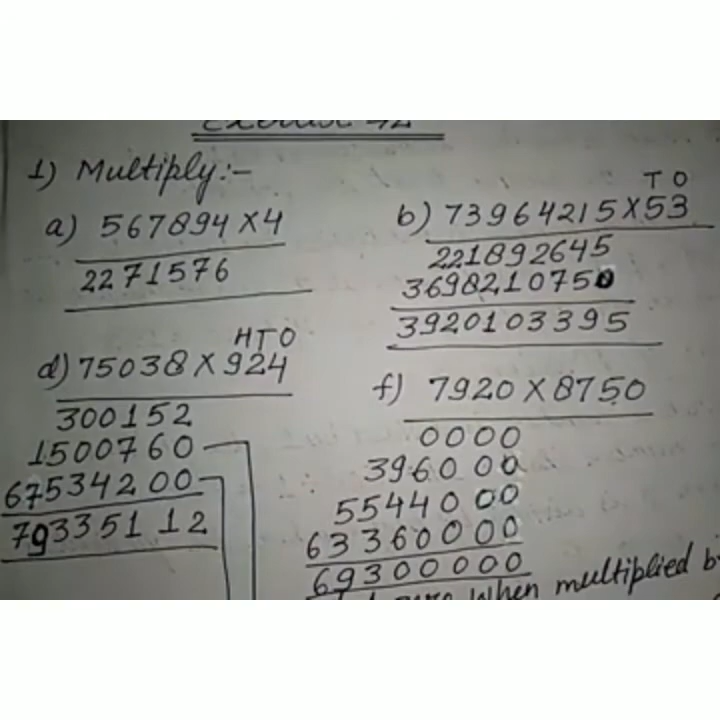 1) Multiply:-
a) 567894 X 4
2271576
T O
b) 73964215 X 53
221892645
3698210750
3920103395
H T O
d) 75038 X 924
300152
1500760
67534200
79335112
f) 7920 X 8750
0000
396000
5544000
63360000
69300000
When multiplied